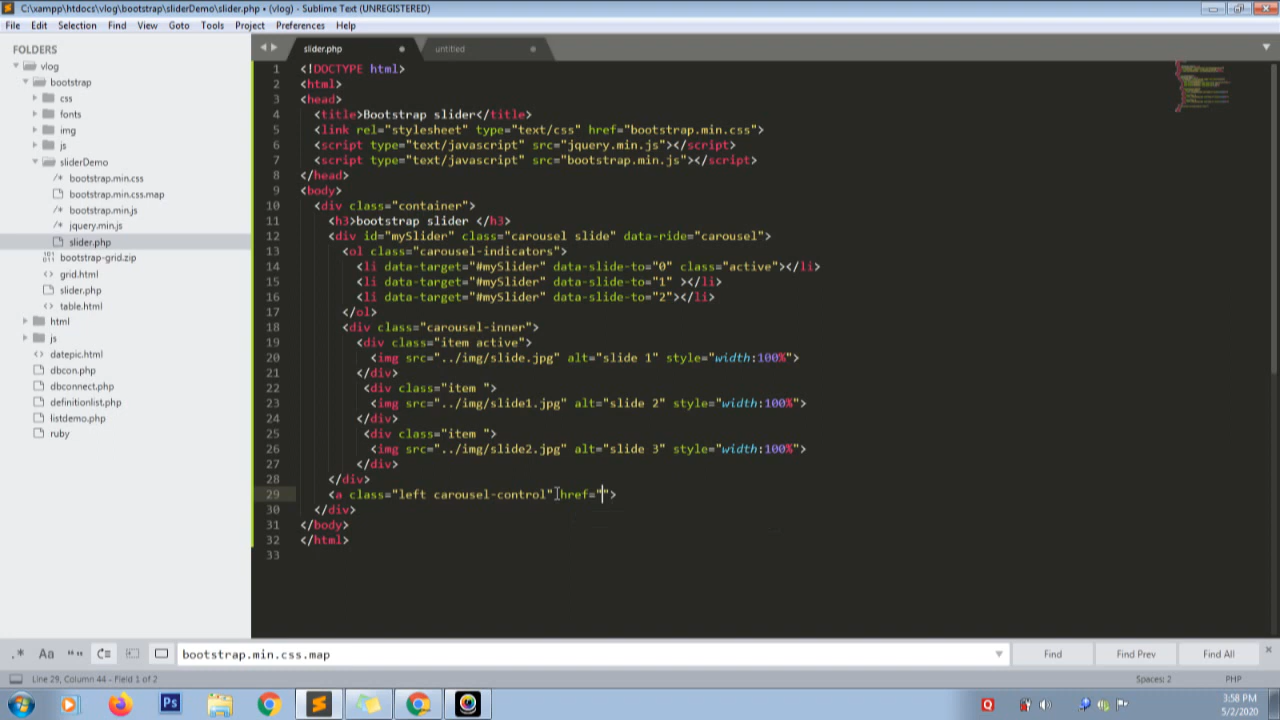 C:\xampp\htdocs\vlog\bootstrap\sliderDemo\slider.php • (vlog) - Sublime Text (UNREGISTERED)
File Edit Selection Find View Goto Tools Project Preferences Help
FOLDERS
vlog
bootstrap
css
fonts
img
js
sliderDemo
/* bootstrap.min.css
bootstrap.min.css.map
/* bootstrap.min.js
/* jquery.min.js
slider.php
bootstrap-grid.zip
<> grid.html
slider.php
<> table.html
html
js
<> datepic.html
dbcon.php
dbconnect.php
definitionlist.php
listdemo.php
ruby
slider.php untitled
1 <!DOCTYPE html>
2 <html>
3 <head>
4 <title>Bootstrap slider</title>
5 <link rel="stylesheet" type="text/css" href="bootstrap.min.css">
6 <script type="text/javascript" src="jquery.min.js"></script>
7 <script type="text/javascript" src="bootstrap.min.js"></script>
8 </head>
9 <body>
10 <div class="container">
11 <h3>bootstrap slider </h3>
12 <div id="mySlider" class="carousel slide" data-ride="carousel">
13 <ol class="carousel-indicators">
14 <li data-target="#mySlider" data-slide-to="0" class="active"></li>
15 <li data-target="#mySlider" data-slide-to="1" ></li>
16 <li data-target="#mySlider" data-slide-to="2"></li>
17 </ol>
18 <div class="carousel-inner">
19 <div class="item active">
20 <img src="../img/slide.jpg" alt="slide 1" style="width:100%">
21 </div>
22 <div class="item ">
23 <img src="../img/slide1.jpg" alt="slide 2" style="width:100%">
24 </div>
25 <div class="item ">
26 <img src="../img/slide2.jpg" alt="slide 3" style="width:100%">
27 </div>
28 </div>
29 <a class="left carousel-control" href="">
30 </div>
31 </body>
32 </html>
33
.* Aa “” bootstrap.min.css.map Find Find Prev Find All
Line 29, Column 44 - Field 1 of 2 Spaces: 2 PHP
Ps Q 3:58 PM
5/2/2020